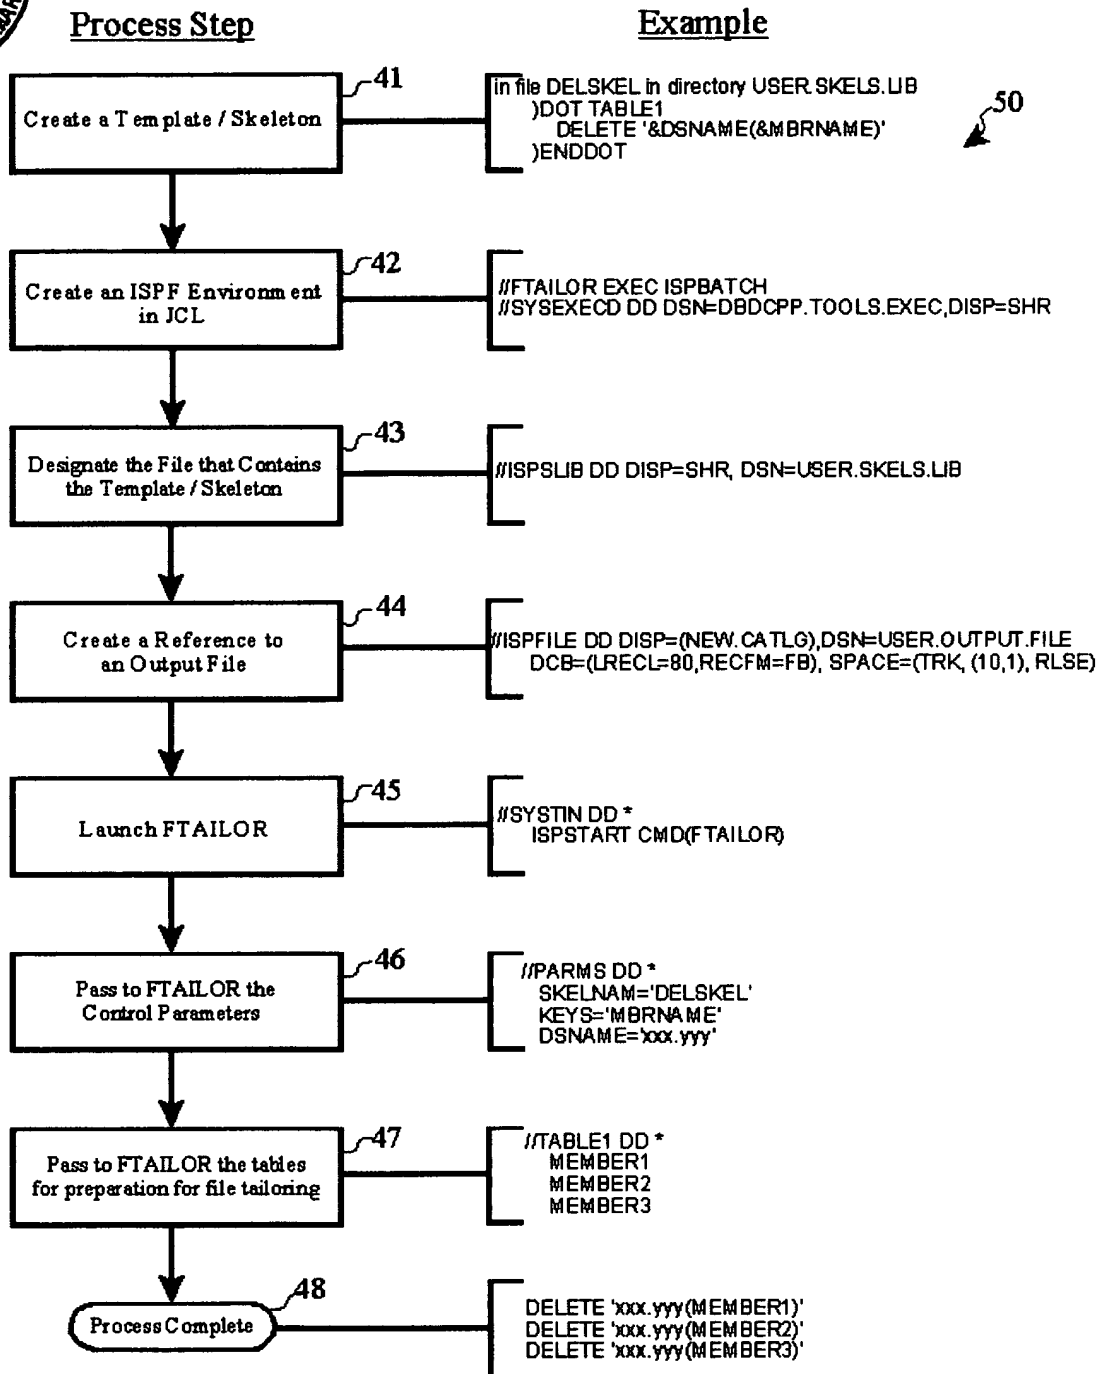 Process Step
Example
41
Create a Template / Skeleton
in file DELSKEL in directory USER.SKELS.LIB
)DOT TABLE1
DELETE '&DSNAME(&MBRNAME)'
)ENDDOT
50
42
Create an ISPF Environment
in JCL
//FTAILOR EXEC ISPBATCH
//SYSEXECD DD DSN=DBDCPP.TOOLS.EXEC,DISP=SHR
43
Designate the File that Contains
the Template / Skeleton
//ISPSLIB DD DISP=SHR, DSN=USER.SKELS.LIB
44
Create a Reference to
an Output File
//ISPFILE DD DISP=(NEW.CATLG),DSN=USER.OUTPUT.FILE
DCB=(LRECL=80,RECFM=FB), SPACE=(TRK, (10,1), RLSE)
45
Launch FTAILOR
//SYSTIN DD *
ISPSTART CMD(FTAILOR)
46
Pass to FTAILOR the
Control Parameters
//PARMS DD *
SKELNAM='DELSKEL'
KEYS='MBRNAME'
DSNAME='xxx.yyy'
47
Pass to FTAILOR the tables
for preparation for file tailoring
//TABLE1 DD *
MEMBER1
MEMBER2
MEMBER3
48
Process Complete
DELETE 'xxx.yyy(MEMBER1)'
DELETE 'xxx.yyy(MEMBER2)'
DELETE 'xxx.yyy(MEMBER3)'